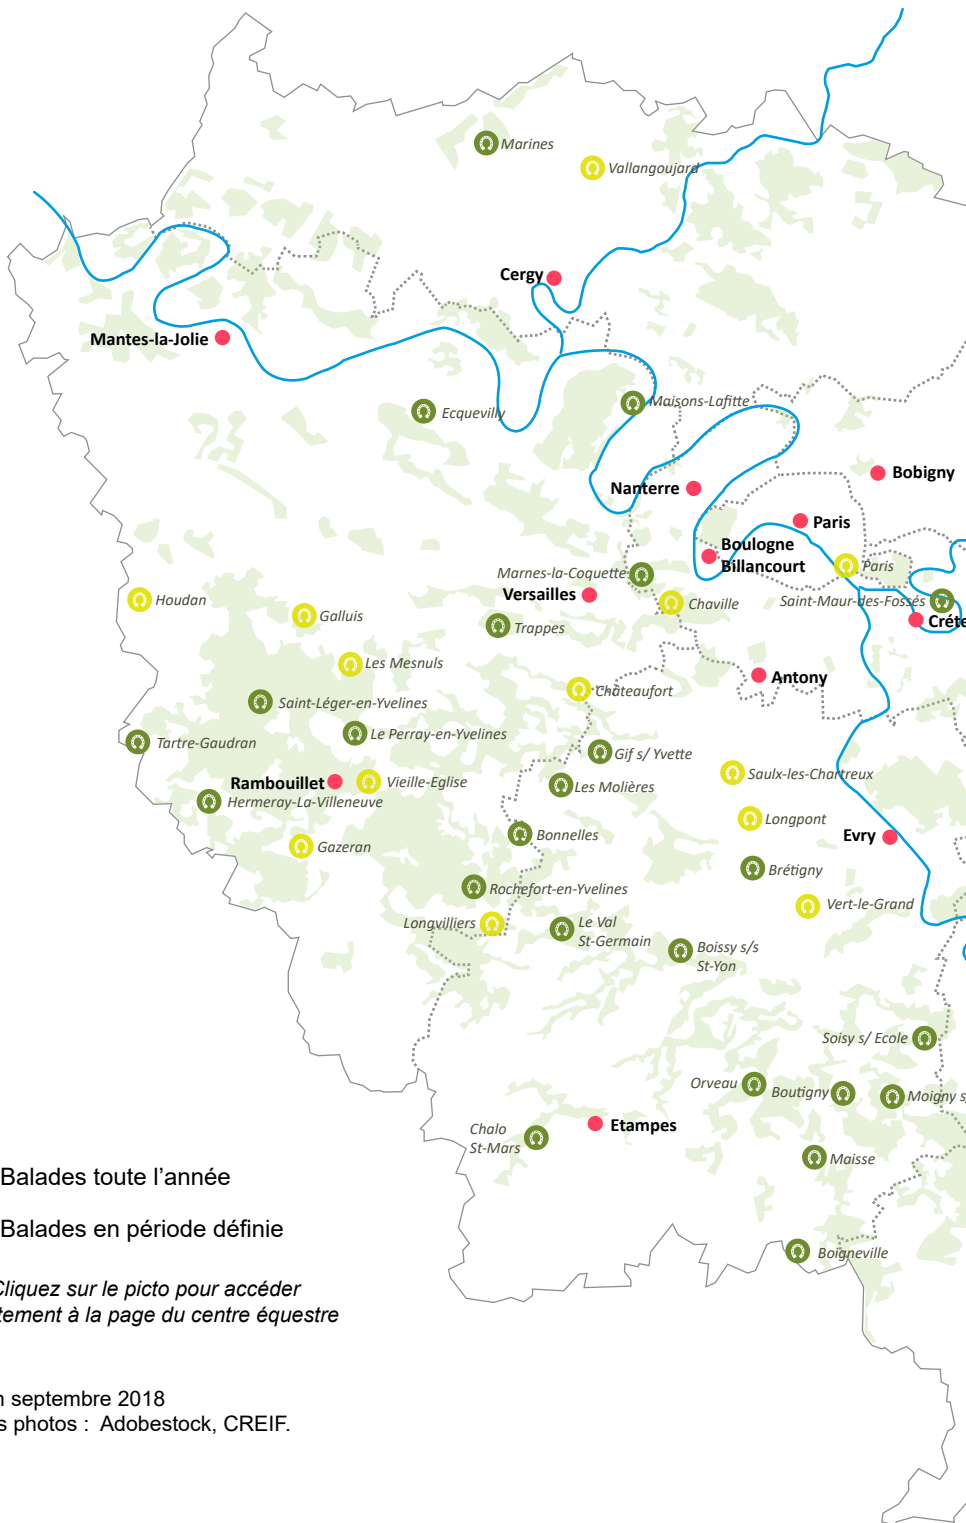 Marines
Vallangoujard
Cergy
Mantes-la-Jolie
Ecquevilly
Maisons-Lafitte
Bobigny
Nanterre
Paris
Boulogne
Billancourt
Paris
Marnes-la-Coquette
Versailles
Chaville
Saint-Maur-des-Fossés
Créte
Houdan
Galluis
Trappes
Les Mesnuls
Antony
Châteaufort
Saint-Léger-en-Yvelines
Le Perray-en-Yvelines
Tartre-Gaudran
Gif s/ Yvette
Saulx-les-Chartreux
Rambouillet
Vieille-Eglise
Les Molières
Hermeray-La-Villeneuve
Longpont
Bonnelles
Evry
Gazeran
Brétigny
Rochefort-en-Yvelines
Vert-le-Grand
Longvilliers
Le Val
St-Germain
Boissy s/s
St-Yon
Soisy s/ Ecole
Orveau
Boutigny
Moigny s/
Chalo
St-Mars
Etampes
Maisse
Boigneville
Balades toute l’année
Balades en période définie
Cliquez sur le picto pour accéder
tement à la page du centre équestre
n septembre 2018
s photos : Adobestock, CREIF.